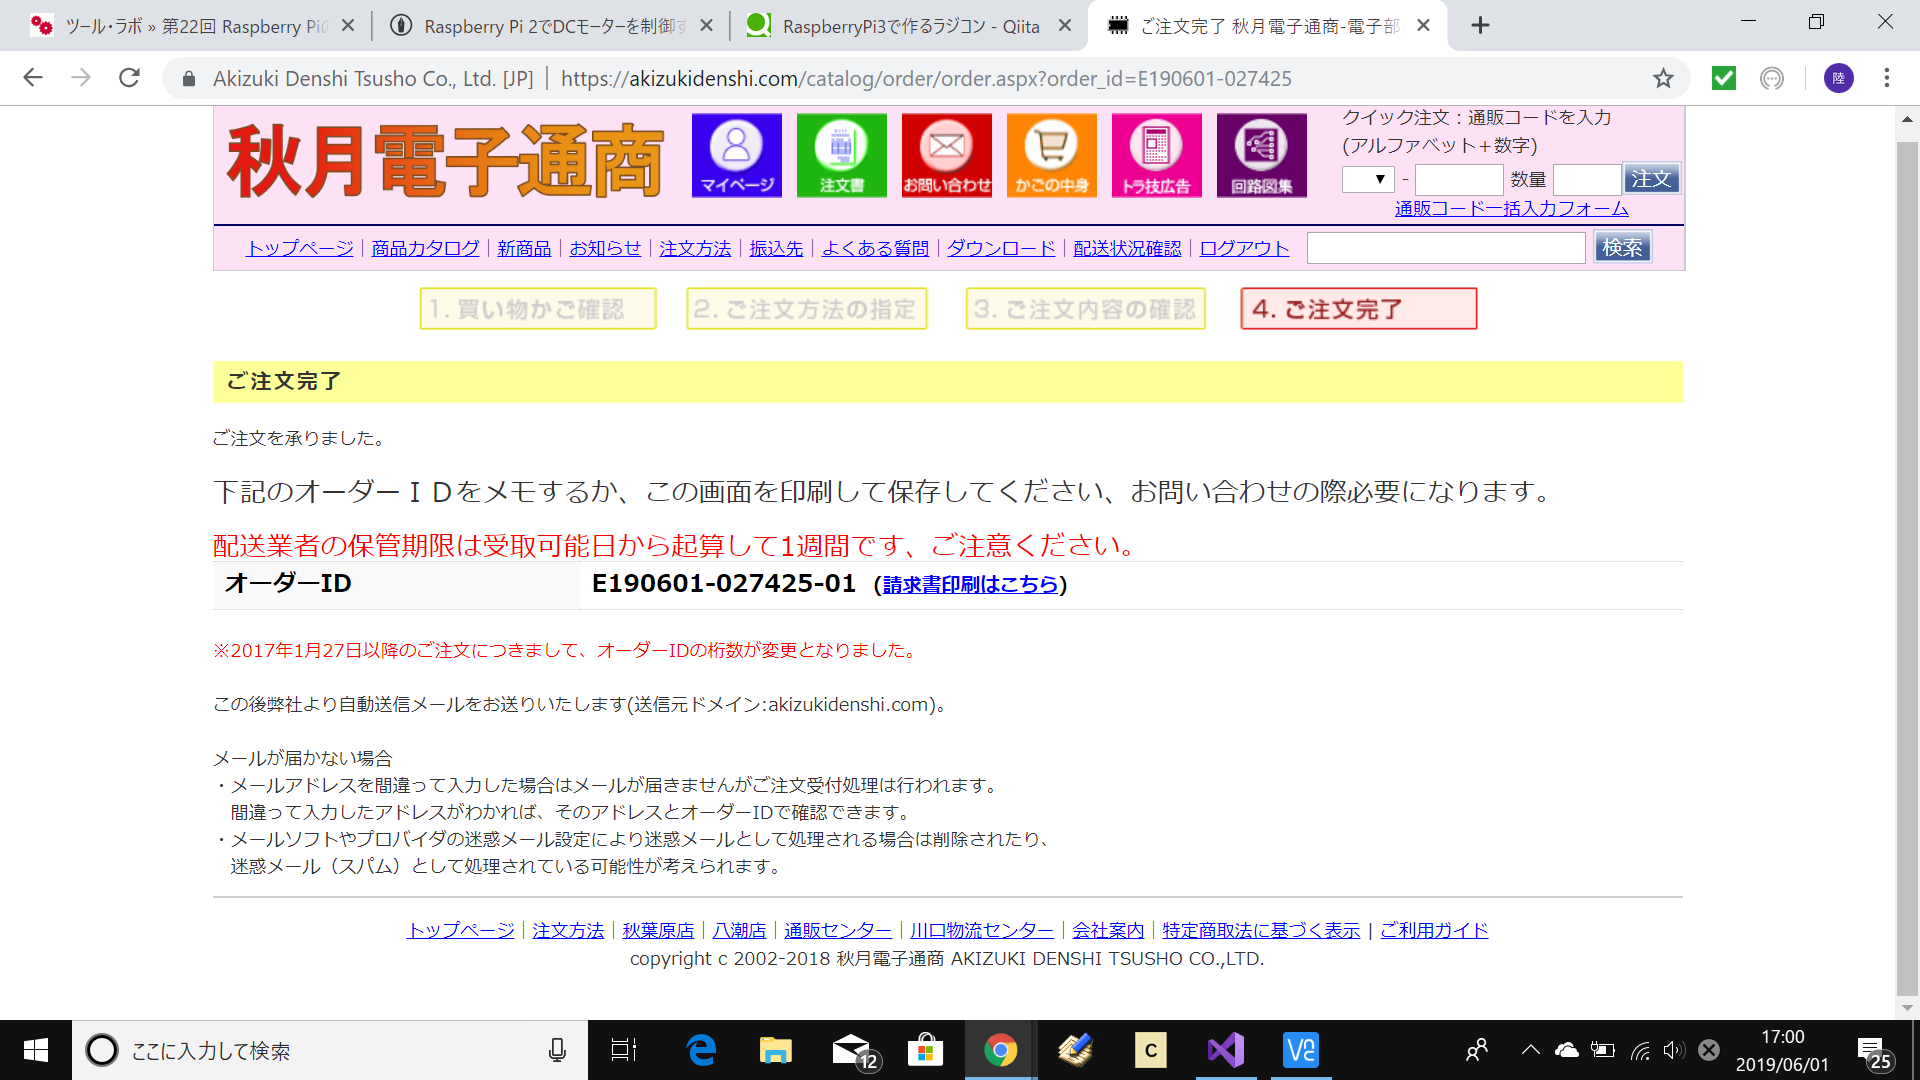 ツール・ラボ » 第22回 Raspberry Piの
Raspberry Pi 2でDCモーターを制御す
RaspberryPi3で作るラジコン - Qiita
ご注文完了 秋月電子通商-電子部
Akizuki Denshi Tsusho Co., Ltd. [JP] | https://akizukidenshi.com/catalog/order/order.aspx?order_id=E190601-027425
陸
秋月電子通商
マイページ
注文書
お問い合わせ
かごの中身
トラ技広告
回路図集
クイック注文：通販コードを入力
(アルファベット＋数字)
- 数量 注文
通販コード一括入力フォーム
トップページ | 商品カタログ | 新商品 | お知らせ | 注文方法 | 振込先 | よくある質問 | ダウンロード | 配送状況確認 | ログアウト
検索
1. 買い物かご確認
2. ご注文方法の指定
3. ご注文内容の確認
4. ご注文完了
ご注文完了
ご注文を承りました。
下記のオーダーＩＤをメモするか、この画面を印刷して保存してください、お問い合わせの際必要になります。
配送業者の保管期限は受取可能日から起算して1週間です、ご注意ください。
オーダーID E190601-027425-01 (請求書印刷はこちら)
※2017年1月27日以降のご注文につきまして、オーダーIDの桁数が変更となりました。
この後弊社より自動送信メールをお送りいたします(送信元ドメイン:akizukidenshi.com)。
メールが届かない場合
・メールアドレスを間違って入力した場合はメールが届きませんがご注文受付処理は行われます。
間違って入力したアドレスがわかれば、そのアドレスとオーダーIDで確認できます。
・メールソフトやプロバイダの迷惑メール設定により迷惑メールとして処理される場合は削除されたり、
迷惑メール（スパム）として処理されている可能性が考えられます。
トップページ | 注文方法 | 秋葉原店 | 八潮店 | 通販センター | 川口物流センター | 会社案内 | 特定商取法に基づく表示 | ご利用ガイド
copyright c 2002-2018 秋月電子通商 AKIZUKI DENSHI TSUSHO CO.,LTD.
ここに入力して検索
12
C
17:00
2019/06/01
25